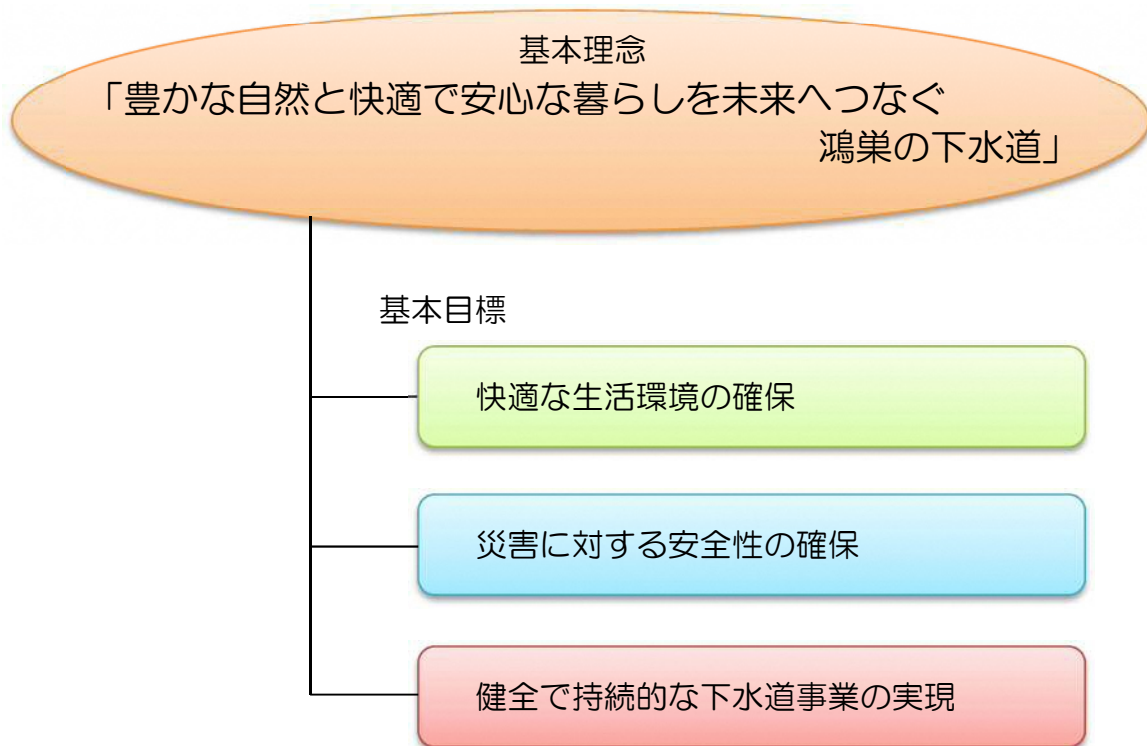 基本理念
「豊かな自然と快適で安心な暮らしを未来へつなぐ
鴻巣の下水道」
基本目標
快適な生活環境の確保
災害に対する安全性の確保
健全で持続的な下水道事業の実現